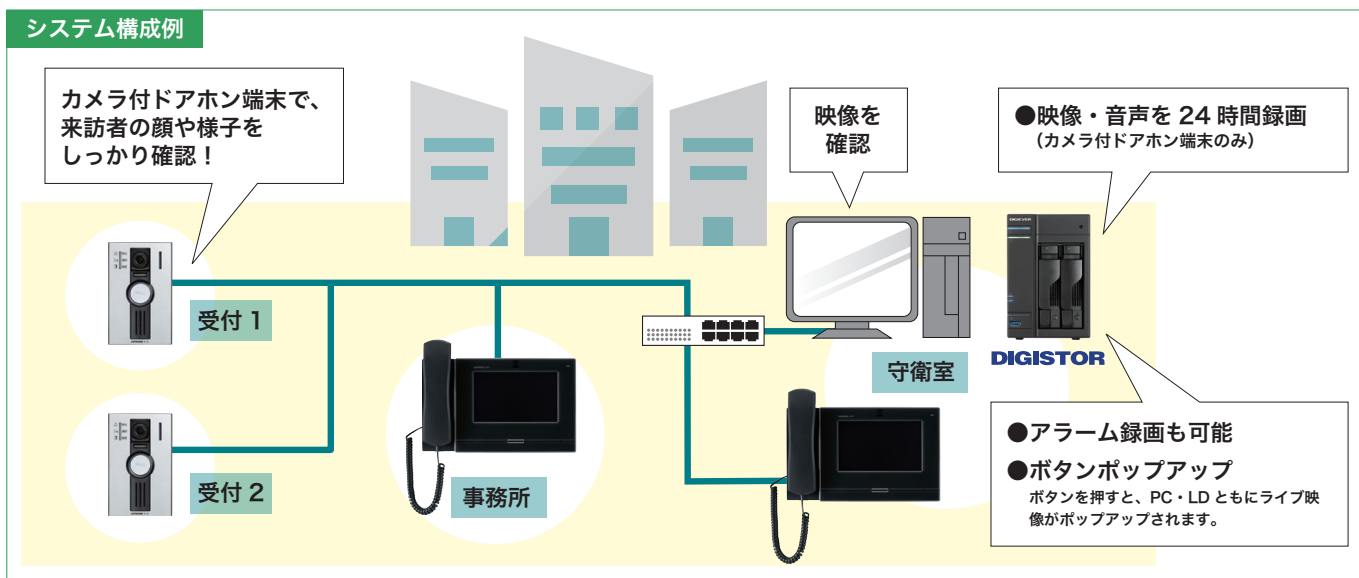 システム構成例
カメラ付ドアホン端末で、
来訪者の顔や様子を
しっかり確認！
映像を
確認
●映像・音声を 24 時間録画
（カメラ付ドアホン端末のみ）
受付 1
受付 2
事務所
守衛室
DIGIEVER
DIGISTOR
●アラーム録画も可能
●ボタンポップアップ
ボタンを押すと、PC・LD ともにライブ映
像がポップアップされます。